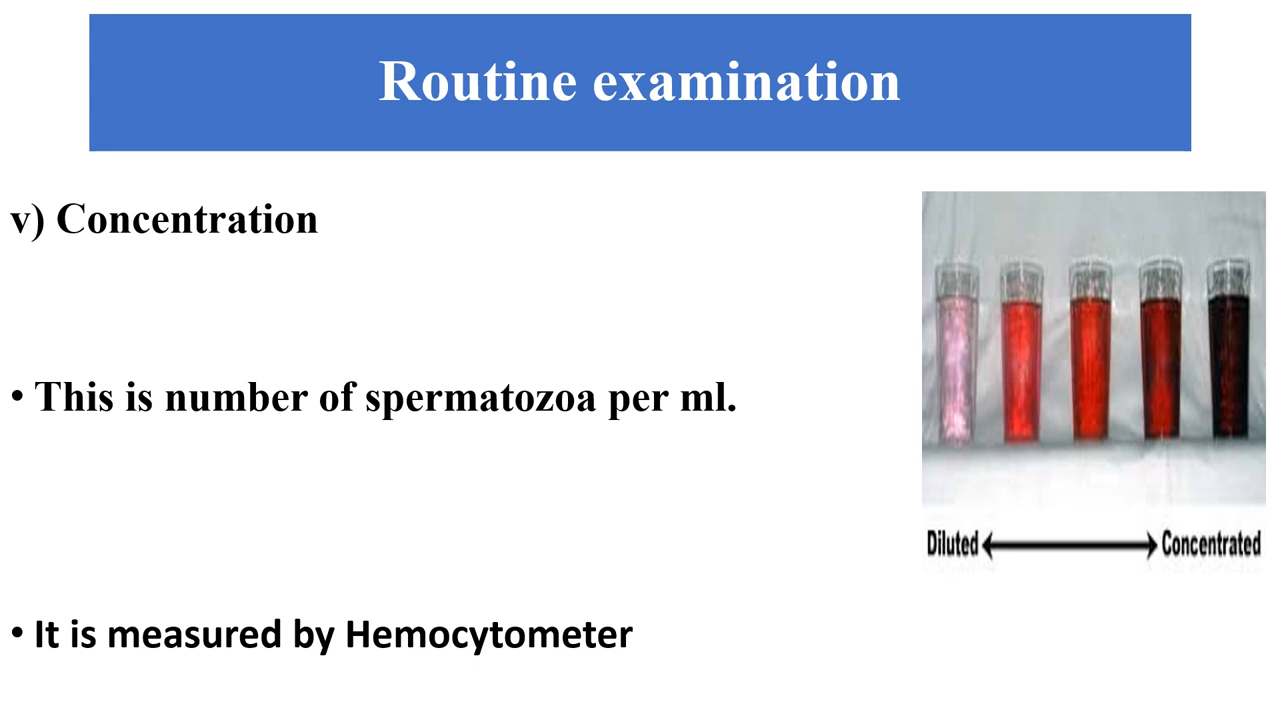 Routine examination
v) Concentration
• This is number of spermatozoa per ml.
Diluted
Concentrated
• It is measured by Hemocytometer